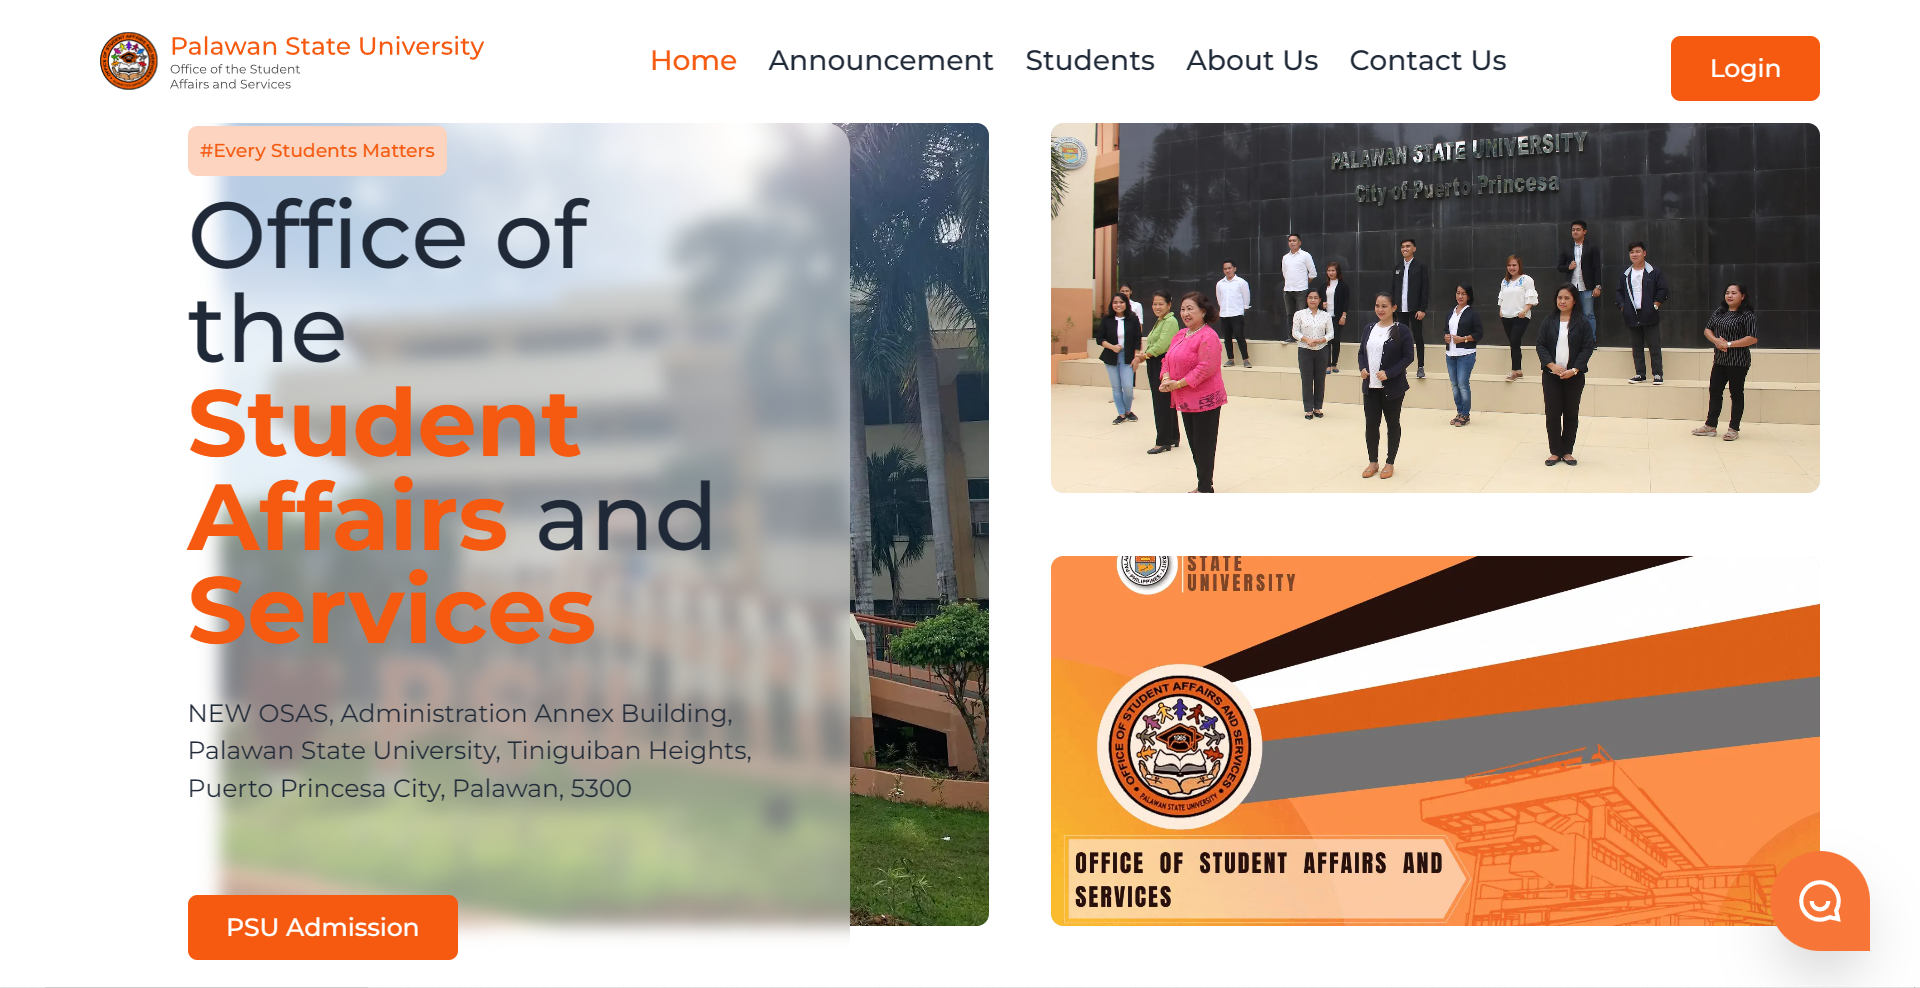 Palawan State University
Office of the Student
Affairs and Services
Home
Announcement
Students
About Us
Contact Us
Login
#Every Students Matters
Office of
the
Student
Affairs and
Services
NEW OSAS, Administration Annex Building,
Palawan State University, Tiniguiban Heights,
Puerto Princesa City, Palawan, 5300
PSU Admission
PALAWAN STATE UNIVERSITY
City of Puerto Princesa
STATE
UNIVERSITY
OFFICE OF STUDENT AFFAIRS AND SERVICES
1965
PALAWAN STATE UNIVERSITY
OFFICE OF STUDENT AFFAIRS AND
SERVICES